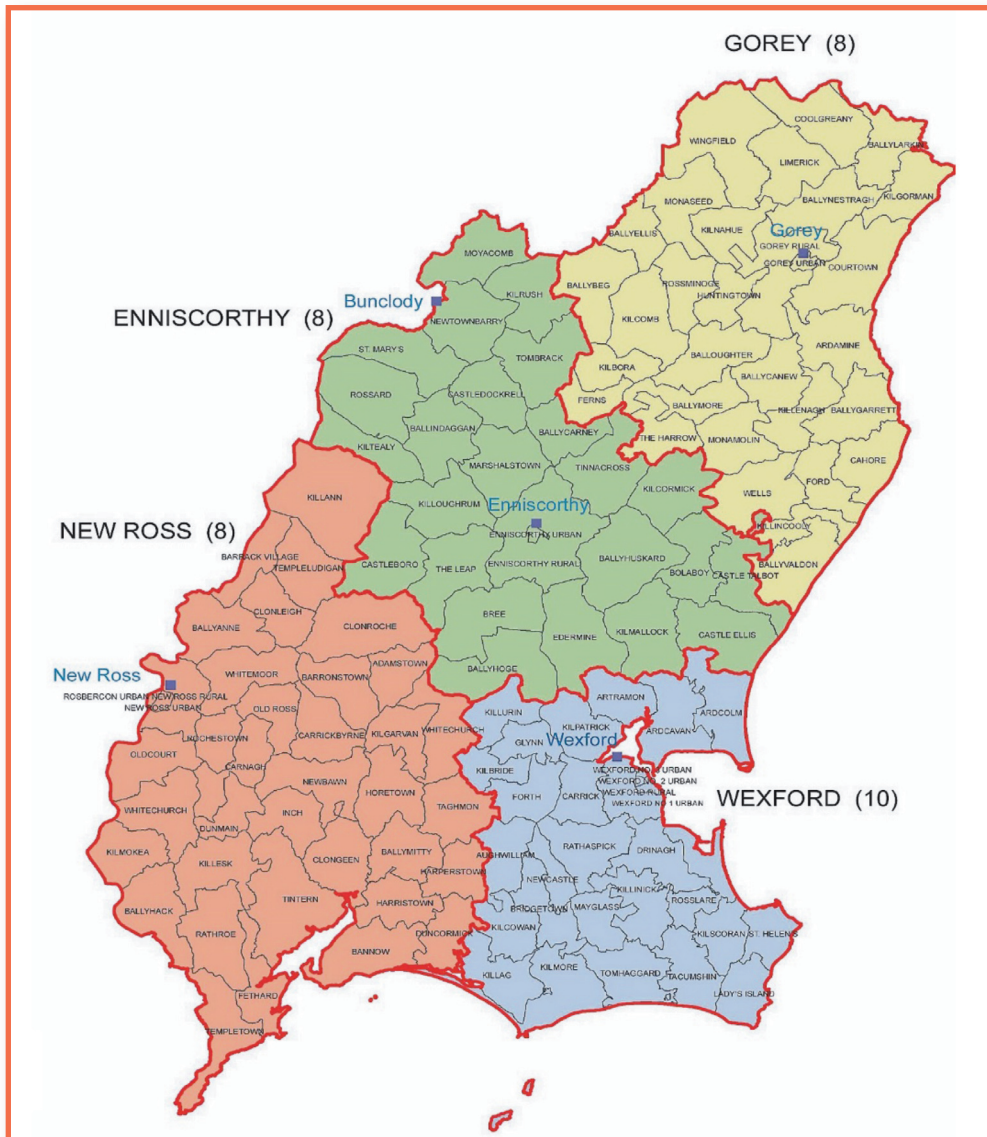 GOREY (8)
COOLGREANY
WINGFIELD
BALLYLARKIN
LIMERICK
BALLYNESTRAGH
KILGORMAN
MONASEED
KILNAHUE
Gorey
BALLYELLIS
GOREY RURAL
GOREY URBAN
COURTOWN
MOYACOMB
BALLYBEG
ROSSMINOGE
HUNTINGTOWN
KILRUSH
Bunclody
ENNISCORTHY (8)
NEWTOWNBARRY
KILCOMB
ARDAMINE
ST. MARY'S
TOMBRACK
BALLOUGHTER
KILBORA
BALLYCANEW
ROSSARD
CASTLEDOCKRELL
FERNS
BALLYMORE
KILLENAGH
BALLYGARRETT
BALLINDAGGAN
BALLYCARNEY
THE HARROW
MONAMOLIN
KILTEALY
MARSHALSTOWN
TINNACROSS
CAHORE
KILCORMICK
FORD
KILLANN
WELLS
KILLOUCHRUM
Enniscorthy
NEW ROSS (8)
KILLINCOOLY
ENNISCORTHY URBAN
BARRACK VILLAGE
TEMPLELUDIGAN
CASTLEBORO
THE LEAP
ENNISCORTHY RURAL
BALLYHUSKARD
BALLYVALDON
BOLABOY
CASTLE TALBOT
CLONLEIGH
BREE
BALLYANNE
CLONROCHE
EDERMINE
KILMALLOCK
CASTLE ELLIS
WHITEMOOR
BARRONSTOWN
ADAMSTOWN
BALLYHOGE
New Ross
ROSBERCON URBAN NEW ROSS RURAL
NEW ROSS URBAN
OLD ROSS
ARTRAMON
KILLURIN
ARDCOLM
KILPATRICK
WHITECHURCH
ARDCAVAN
CARRICKBYRNE
KILGARVAN
GLYNN
Wexford
OLDCOURT
CARNAGH
KILBRIDE
WEXFORD NO. 2 URBAN
WEXFORD RURAL
WEXFORD NO 1 URBAN
NEWBAWN
HORETOWN
FORTH
CARRICK
WEXFORD (10)
WHITECHURCH
INCH
TAGHMON
DUNMAIN
RATHASPICK
DRINAGH
KILMOKEA
KILLESK
CLONGEEN
BALLYMITTY
AUGHWILLIAM
HARPERSTOWN
NEWCASTLE
KILLINICK
BALLYHACK
TINTERN
HARRISTOWN
BRIDGETOWN
MAYGLASS
ROSSLARE
RATHROE
DUNCORMICK
KILCOWAN
KILSCORAN
ST. HELEN'S
BANNOW
KILLAG
KILMORE
TOMHAGGARD
TACUMSHIN
FETHARD
LADY'S ISLAND
TEMPLETOWN